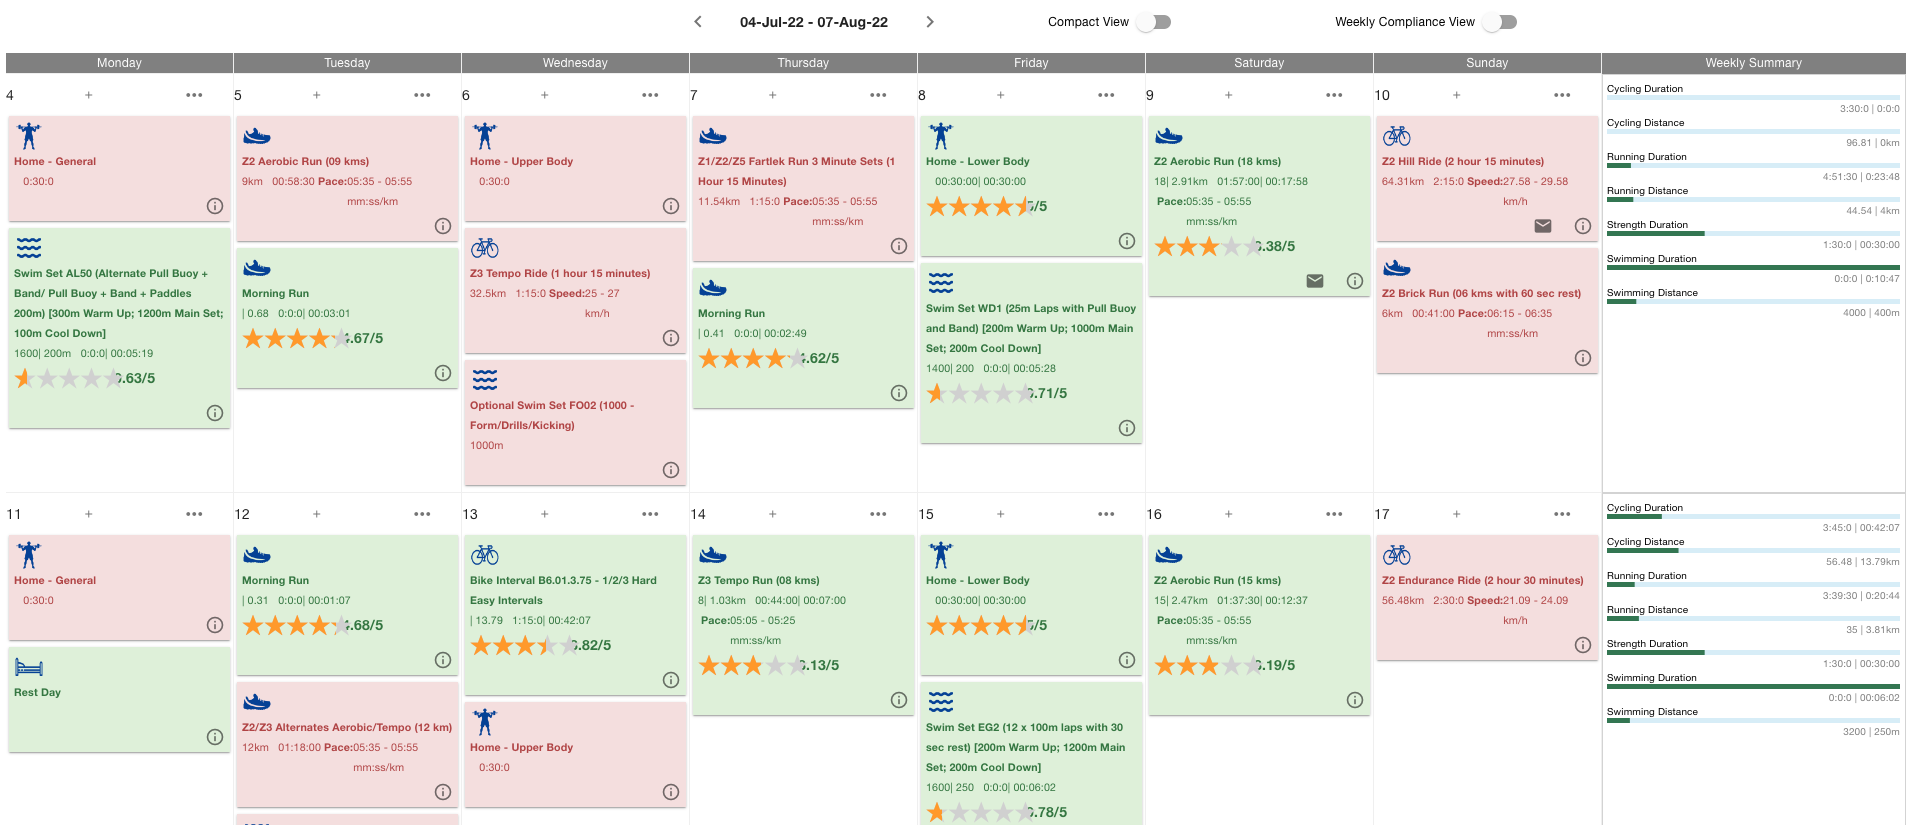 04-Jul-22 - 07-Aug-22
Compact View
Weekly Compliance View
Monday
Tuesday
Wednesday
Thursday
Friday
Saturday
Sunday
Weekly Summary
4 + •••
Home - General
0:30:0
Swim Set AL50 (Alternate Pull Buoy +
Band/ Pull Buoy + Band + Paddles
200m) [300m Warm Up; 1200m Main Set;
100m Cool Down]
1600| 200m 0:0:0| 00:05:19
.63/5
5 + •••
Z2 Aerobic Run (09 kms)
9km 00:58:30 Pace:05:35 - 05:55
mm:ss/km
Morning Run
| 0.68 0:0:0| 00:03:01
.67/5
6 + •••
Home - Upper Body
0:30:0
Z3 Tempo Ride (1 hour 15 minutes)
32.5km 1:15:0 Speed:25 - 27
km/h
Optional Swim Set FO02 (1000 -
Form/Drills/Kicking)
1000m
7 + •••
Z1/Z2/Z5 Fartlek Run 3 Minute Sets (1
Hour 15 Minutes)
11.54km 1:15:0 Pace:05:35 - 05:55
mm:ss/km
Morning Run
| 0.41 0:0:0| 00:02:49
.62/5
8 + •••
Home - Lower Body
00:30:00| 00:30:00
/5
Swim Set WD1 (25m Laps with Pull Buoy
and Band) [200m Warm Up; 1000m Main
Set; 200m Cool Down]
1400| 200 0:0:0| 00:05:28
.71/5
9 + •••
Z2 Aerobic Run (18 kms)
18| 2.91km 01:57:00| 00:17:58
Pace:05:35 - 05:55
mm:ss/km
.38/5
10 + •••
Z2 Hill Ride (2 hour 15 minutes)
64.31km 2:15:0 Speed:27.58 - 29.58
km/h
Z2 Brick Run (06 kms with 60 sec rest)
6km 00:41:00 Pace:06:15 - 06:35
mm:ss/km
Cycling Duration
3:30:0 | 0:0:0
Cycling Distance
96.81 | 0km
Running Duration
4:51:30 | 0:23:48
Running Distance
44.54 | 4km
Strength Duration
1:30:0 | 00:30:00
Swimming Duration
0:0:0 | 0:10:47
Swimming Distance
4000 | 400m
11 + •••
Home - General
0:30:0
Rest Day
12 + •••
Morning Run
| 0.31 0:0:0| 00:01:07
.68/5
Z2/Z3 Alternates Aerobic/Tempo (12 km)
12km 01:18:00 Pace:05:35 - 05:55
mm:ss/km
13 + •••
Bike Interval B6.01.3.75 - 1/2/3 Hard
Easy Intervals
| 13.79 1:15:0| 00:42:07
.82/5
Home - Upper Body
0:30:0
14 + •••
Z3 Tempo Run (08 kms)
8| 1.03km 00:44:00| 00:07:00
Pace:05:05 - 05:25
mm:ss/km
.13/5
15 + •••
Home - Lower Body
00:30:00| 00:30:00
/5
Swim Set EG2 (12 x 100m laps with 30
sec rest) [200m Warm Up; 1200m Main
Set; 200m Cool Down]
1600| 250 0:0:0| 00:06:02
.78/5
16 + •••
Z2 Aerobic Run (15 kms)
15| 2.47km 01:37:30| 00:12:37
Pace:05:35 - 05:55
mm:ss/km
.19/5
17 + •••
Z2 Endurance Ride (2 hour 30 minutes)
56.48km 2:30:0 Speed:21.09 - 24.09
km/h
Cycling Duration
3:45:0 | 00:42:07
Cycling Distance
56.48 | 13.79km
Running Duration
3:39:30 | 0:20:44
Running Distance
35 | 3.81km
Strength Duration
1:30:0 | 00:30:00
Swimming Duration
0:0:0 | 00:06:02
Swimming Distance
3200 | 250m